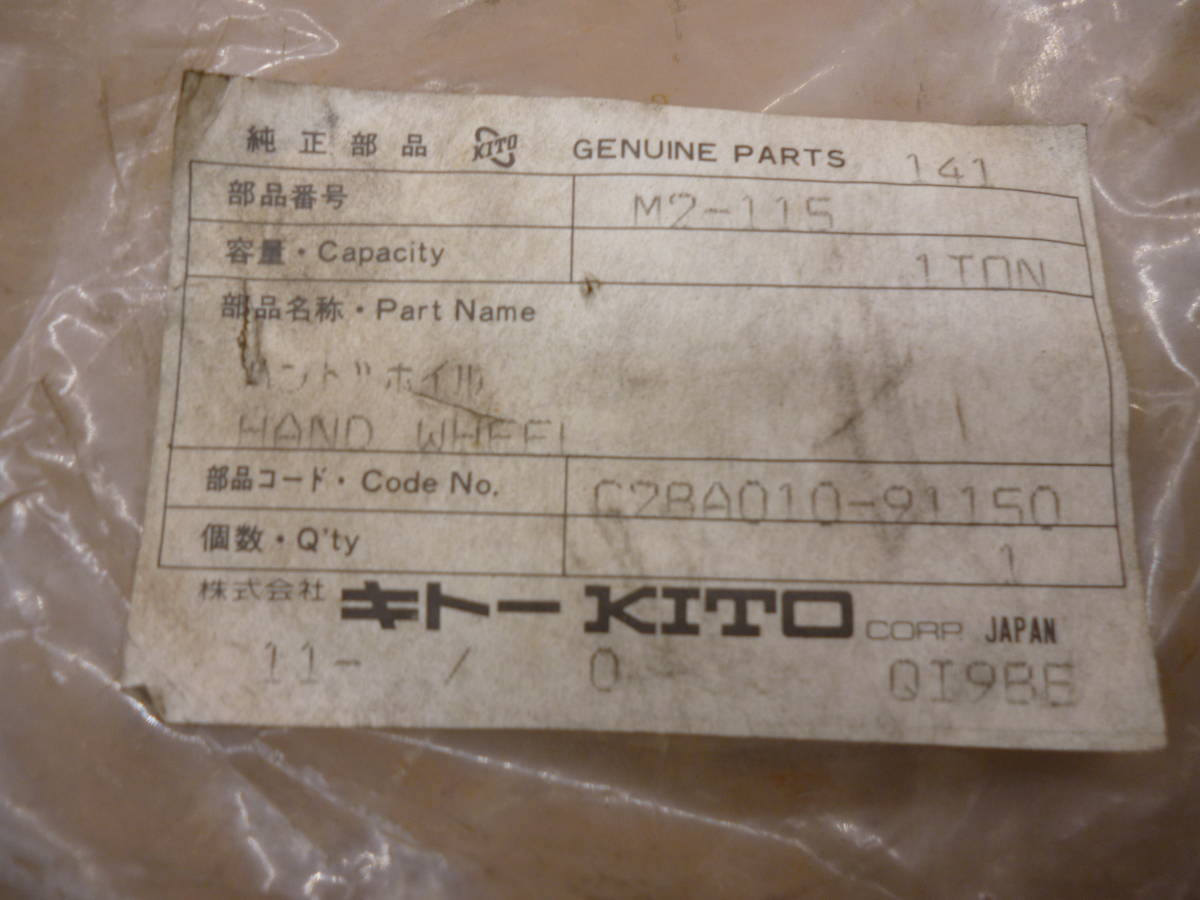 純正部品 KITO GENUINE PARTS 141
部品番号 M2-115
容量・Capacity 1TON
部品名称・Part Name
ハンドホイル
HAND WHEEL
部品コード・Code No. C2BA010-91150
個数・Q'ty 1
株式会社 キトー KITO CORP. JAPAN
11- / 0 QI9BE